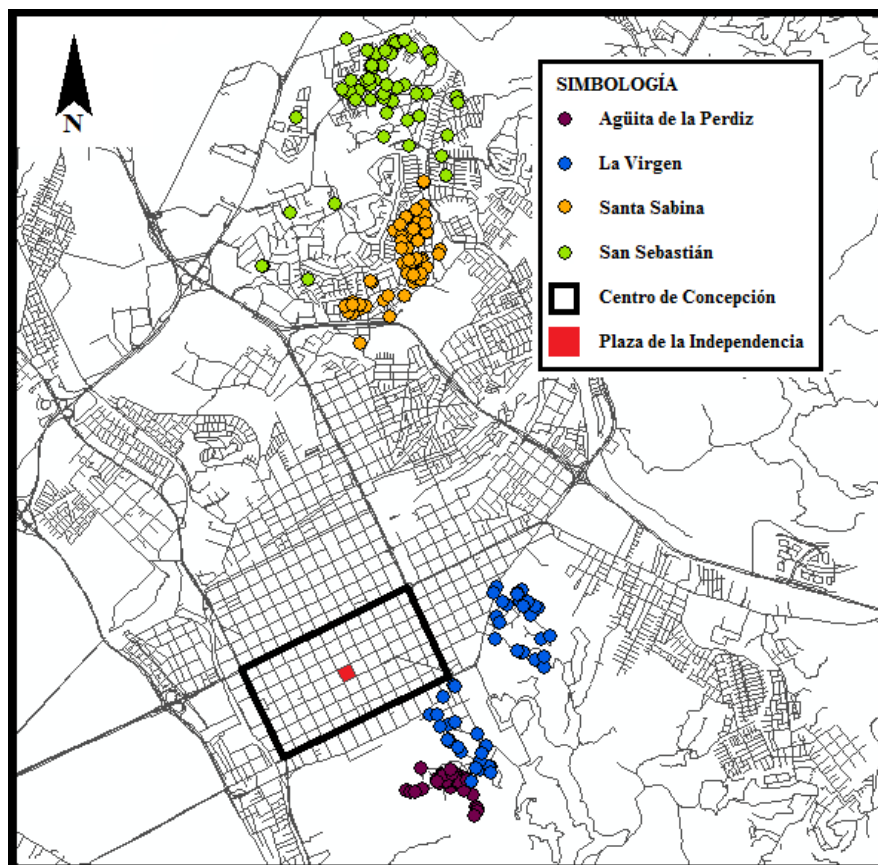 N
SIMBOLOGÍA
Agüita de la Perdiz
La Virgen
Santa Sabina
San Sebastián
Centro de Concepción
Plaza de la Independencia